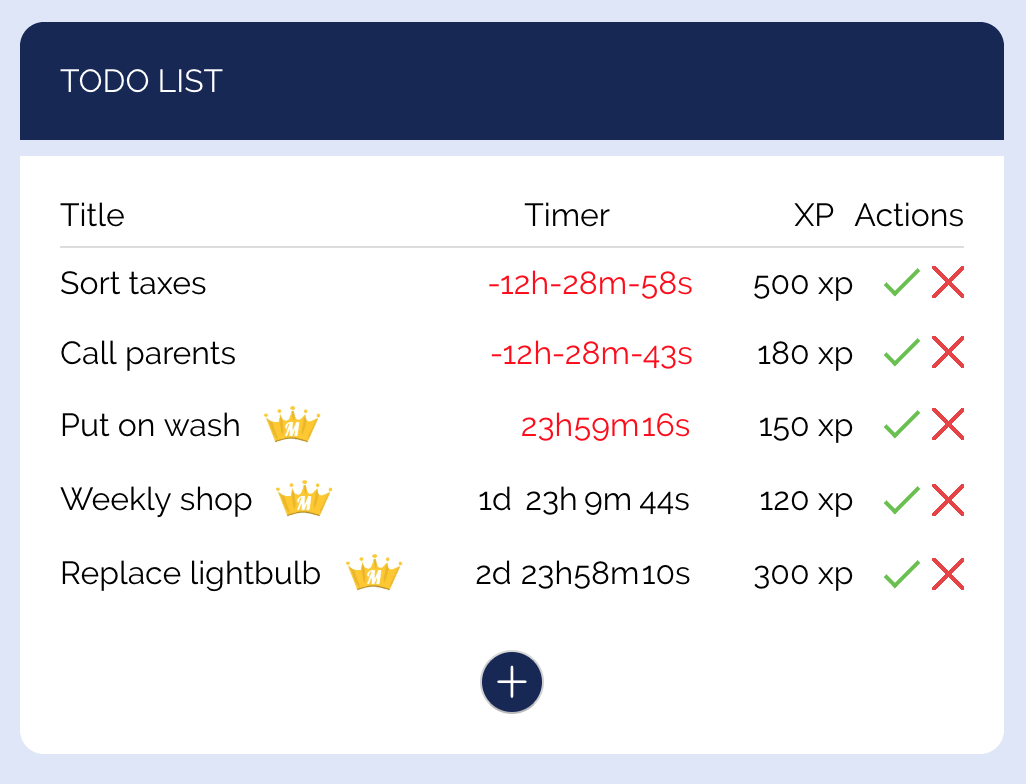 TODO LIST
Title Timer XP Actions
Sort taxes -12h-28m-58s 500 xp
Call parents -12h-28m-43s 180 xp
Put on wash M 23h59m16s 150 xp
Weekly shop M 1d 23h 9m 44s 120 xp
Replace lightbulb M 2d 23h58m10s 300 xp